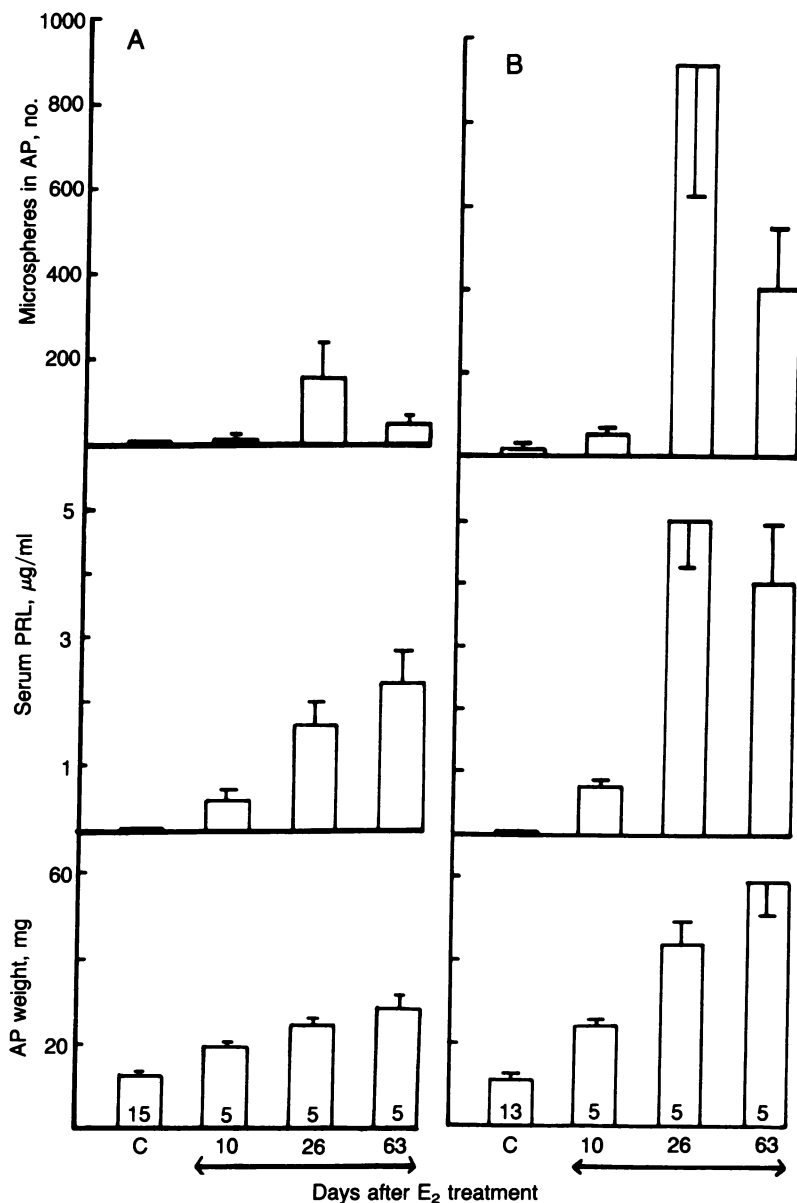 A
B
Microspheres in AP, no.
1000
800
600
400
200
Serum PRL, μg/ml
5
3
1
AP weight, mg
60
20
15 5 5 5
13 5 5 5
C 10 26 63
C 10 26 63
Days after E₂ treatment